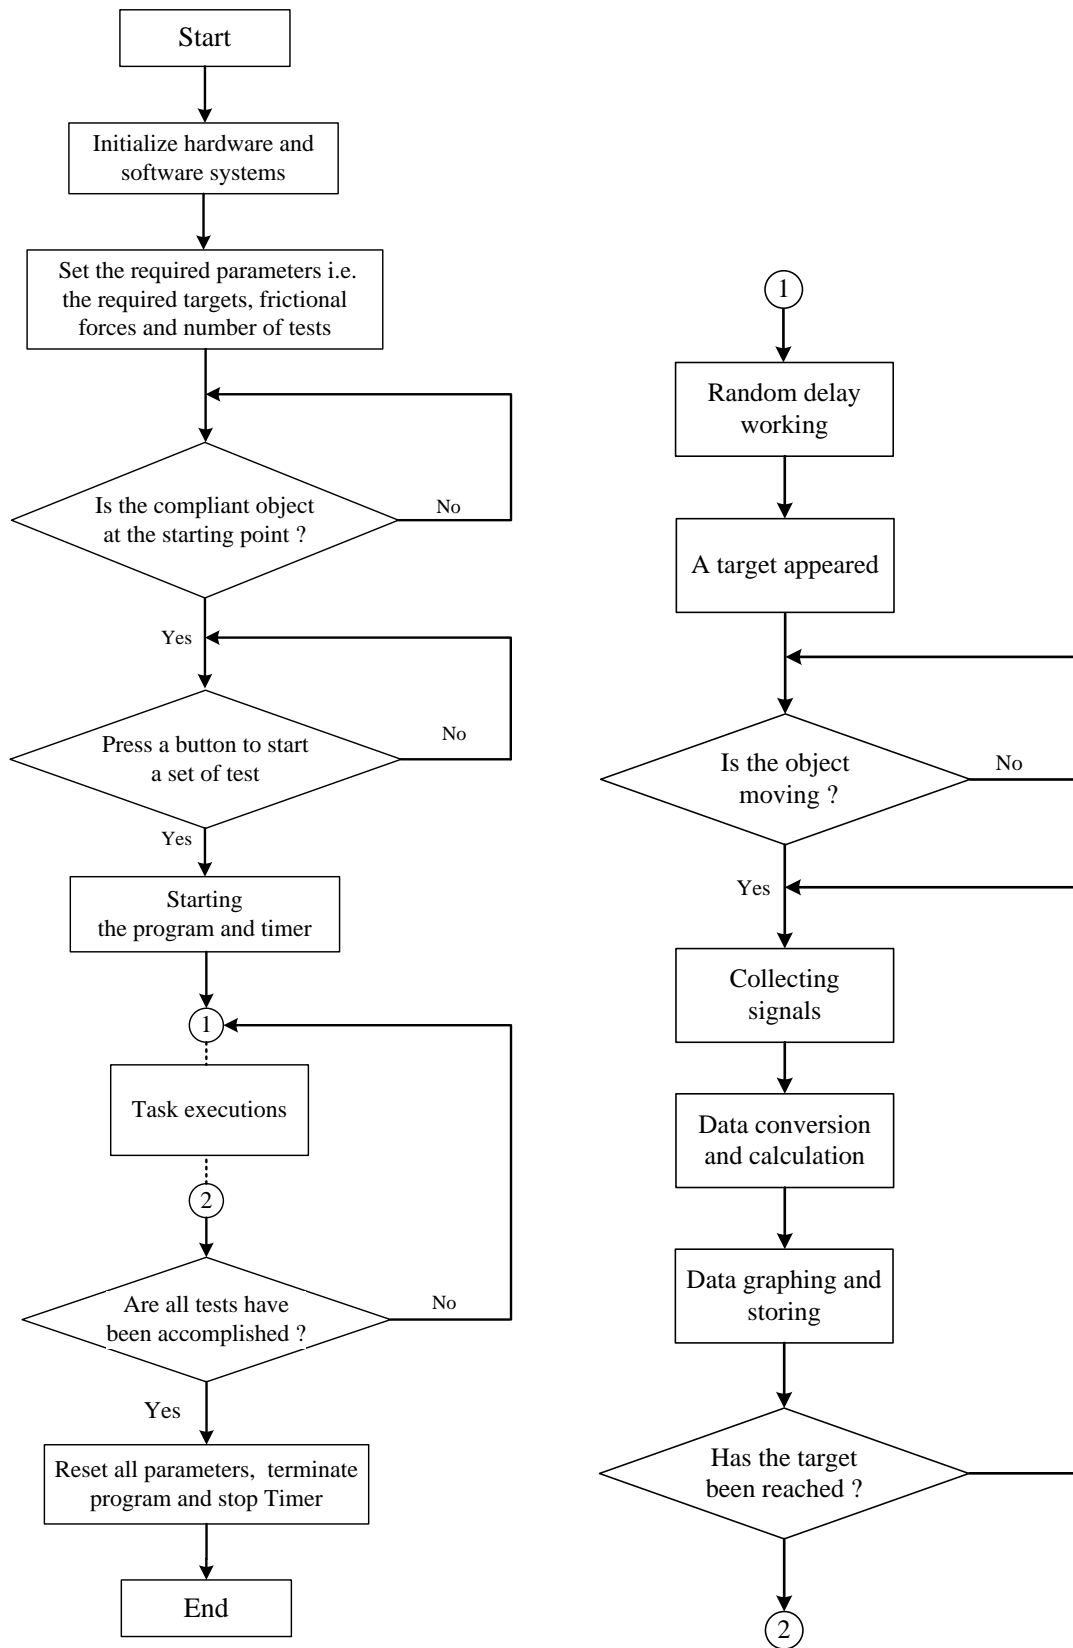 Start
Initialize hardware and
software systems
Set the required parameters i.e.
the required targets, frictional
forces and number of tests
Is the compliant object
at the starting point ?
No
Yes
Press a button to start
a set of test
No
Yes
Starting
the program and timer
1
Task executions
2
Are all tests have
been accomplished ?
No
Yes
Reset all parameters, terminate
program and stop Timer
End
1
Random delay
working
A target appeared
Is the object
moving ?
No
Yes
Collecting
signals
Data conversion
and calculation
Data graphing and
storing
Has the target
been reached ?
2